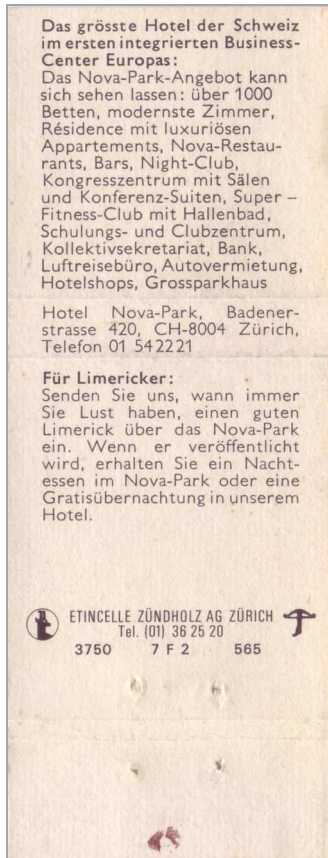 Das grösste Hotel der Schweiz
im ersten integrierten Business-
Center Europas:
Das Nova-Park-Angebot kann
sich sehen lassen: über 1000
Betten, modernste Zimmer,
Résidence mit luxuriösen
Appartements, Nova-Restau-
rants, Bars, Night-Club,
Kongresszentrum mit Sälen
und Konferenz-Suiten, Super –
Fitness-Club mit Hallenbad,
Schulungs- und Clubzentrum,
Kollektivsekretariat, Bank,
Luftreisebüro, Autovermietung,
Hotelshops, Grossparkhaus
Hotel Nova-Park, Badener-
strasse 420, CH-8004 Zürich,
Telefon 01 542221
Für Limericker:
Senden Sie uns, wann immer
Sie Lust haben, einen guten
Limerick über das Nova-Park
ein. Wenn er veröffentlicht
wird, erhalten Sie ein Nacht-
essen im Nova-Park oder eine
Gratisübernachtung in unserem
Hotel.
ETINCELLE ZÜNDHOLZ AG ZÜRICH
Tel. (01) 36 25 20
3750 7 F 2 565